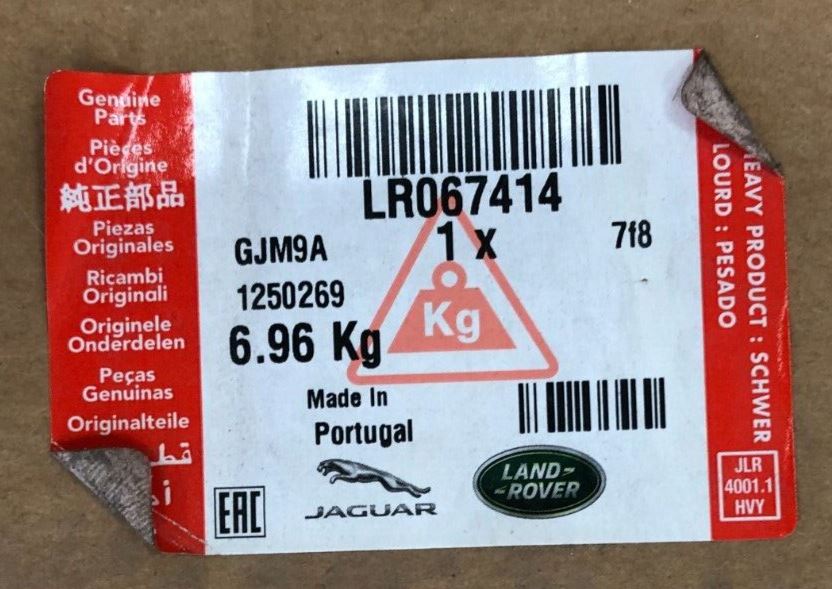 Genuine
Parts
Pièces
d'Origine
純正部品
Piezas
Originales
Ricambi
Originali
Originele
Onderdelen
Peças
Genuinas
Originalteile
LR067414
GJM9A
1 x
7f8
1250269
6.96 Kg
Kg
Made In
Portugal
EAC
JAGUAR
LAND-
-ROVER
PRODUCT : SCHWER
LOURD : PESADO
JLR
4001.1
HVY